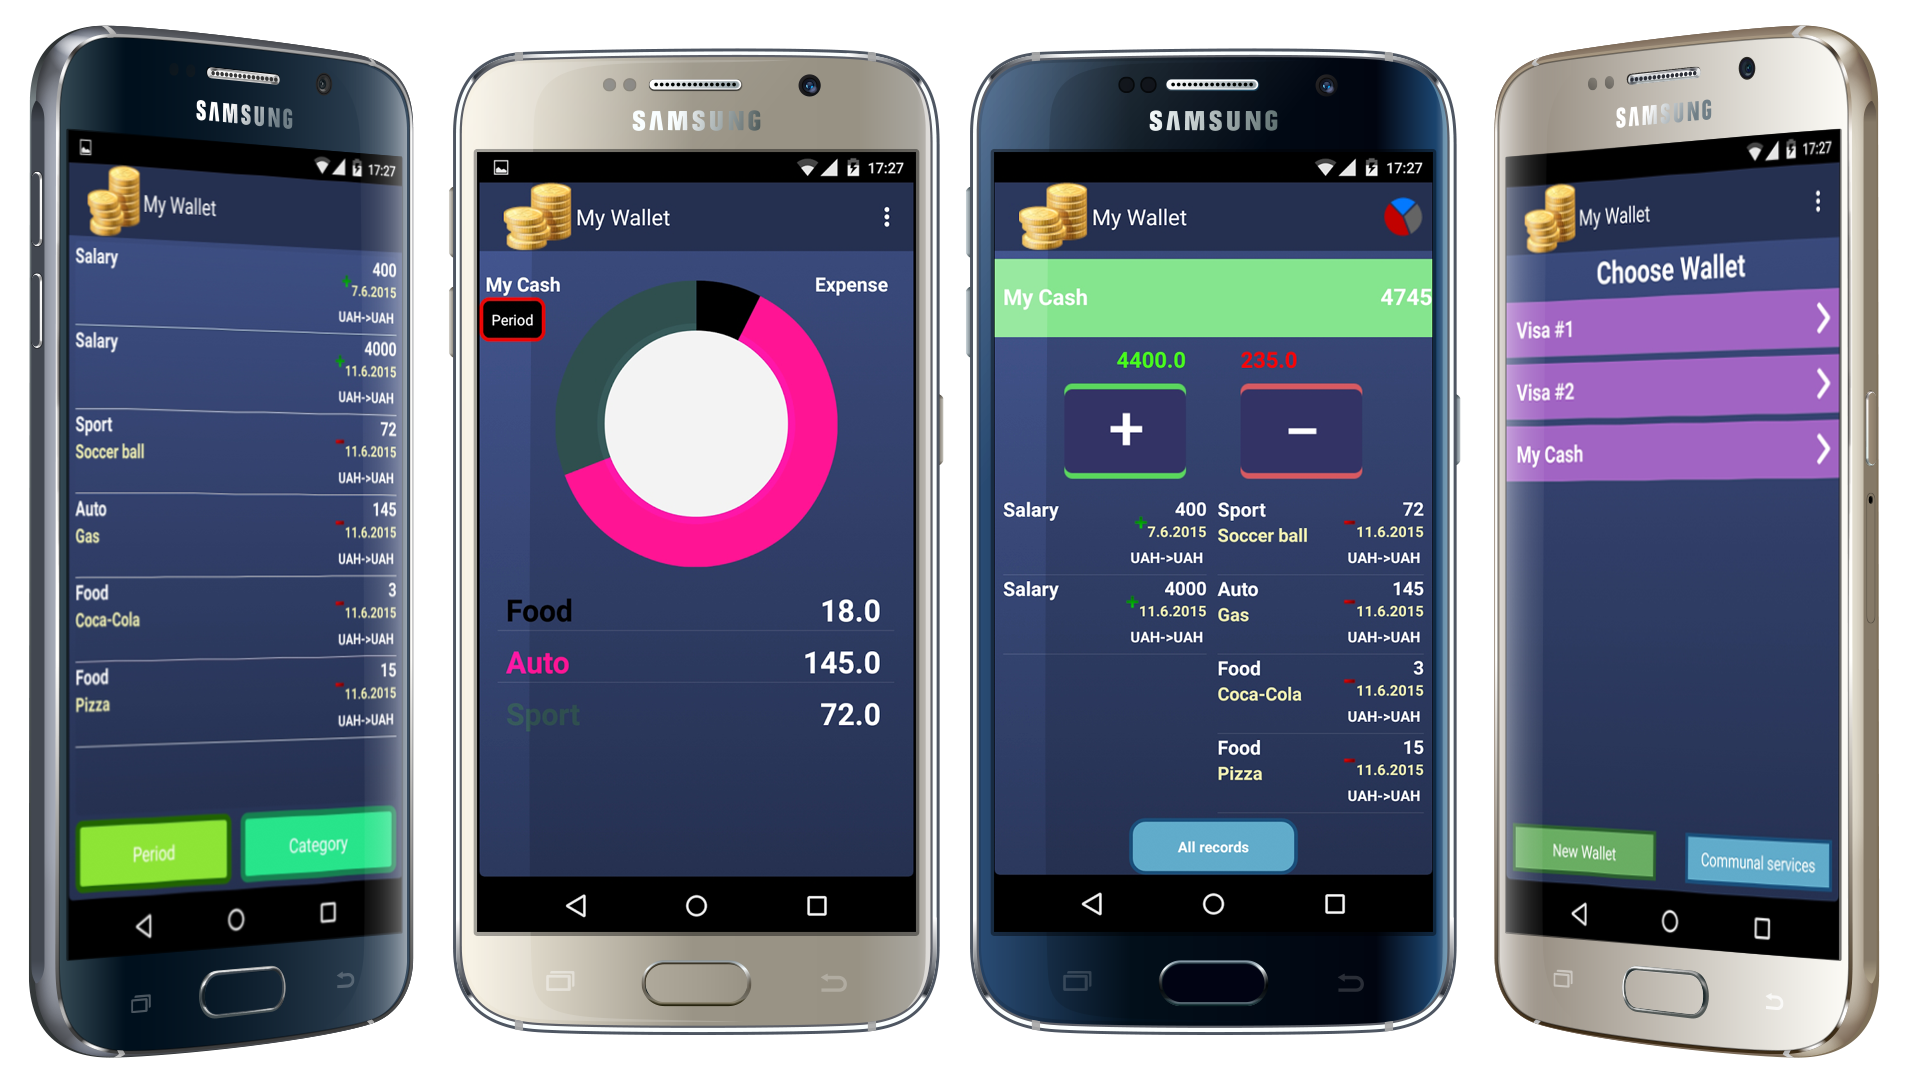 SAMSUNG
17:27
My Wallet
Salary
400
7.6.2015
UAH->UAH
Salary
4000
11.6.2015
UAH->UAH
Sport
72
Soccer ball
11.6.2015
UAH->UAH
Auto
145
Gas
11.6.2015
UAH->UAH
Food
3
Coca-Cola
11.6.2015
UAH->UAH
Food
15
Pizza
11.6.2015
UAH->UAH
Period
Category
SAMSUNG
17:27
My Wallet
My Cash
Expense
Period
Food 18.0
Auto 145.0
Sport 72.0
SAMSUNG
17:27
My Wallet
My Cash 4745
4400.0 235.0
+ −
Salary
400
7.6.2015
UAH->UAH
Salary
4000
11.6.2015
UAH->UAH
Sport
72
Soccer ball
11.6.2015
UAH->UAH
Auto
145
Gas
11.6.2015
UAH->UAH
Food
3
Coca-Cola
11.6.2015
UAH->UAH
Food
15
Pizza
11.6.2015
UAH->UAH
All records
SAMSUNG
17:27
My Wallet
Choose Wallet
Visa #1
Visa #2
My Cash
New Wallet
Communal services